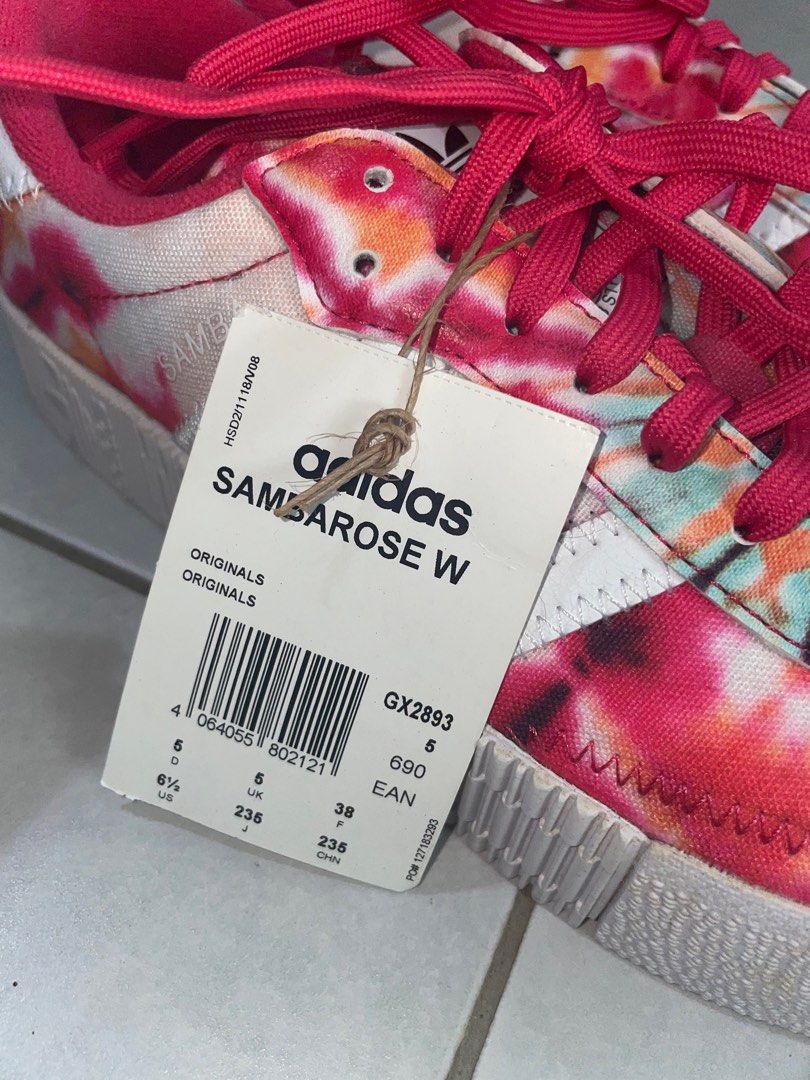 SAMBA
HSD2/1118/V08
adidas
SAMBAROSE W
ORIGINALS
ORIGINALS
GX2893
4 064055 802121
5
690
EAN
5
D
6½
US
5
UK
235
J
38
F
235
CHN
PO# 127183293